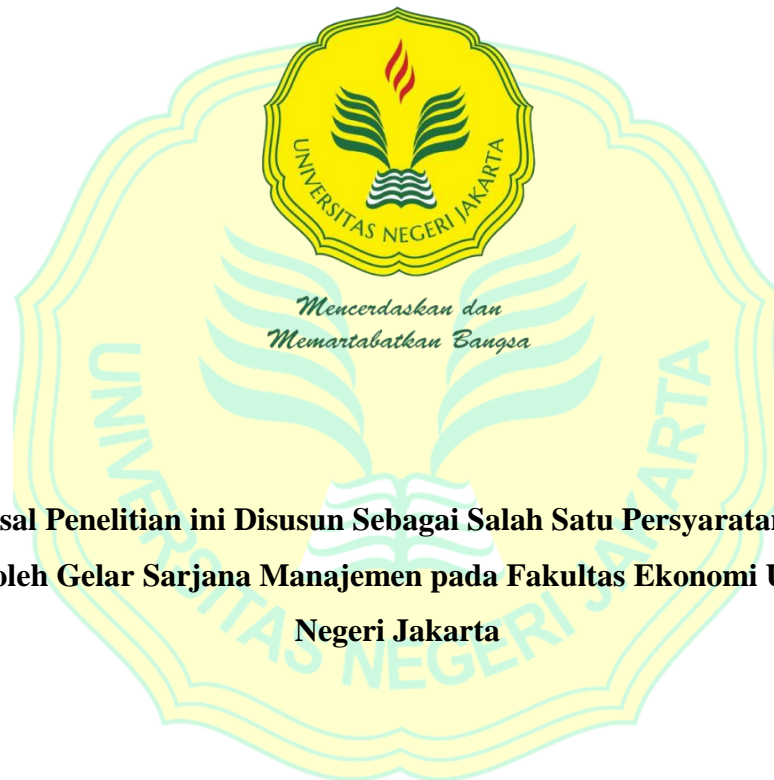 UNIVERSITAS NEGERI JAKARTA
Mencerdaskan dan
Memartabatkan Bangsa
UNIVERSITAS NEGERI JAKARTA
sal Penelitian ini Disusun Sebagai Salah Satu Persyaratan
oleh Gelar Sarjana Manajemen pada Fakultas Ekonomi U
Negeri Jakarta